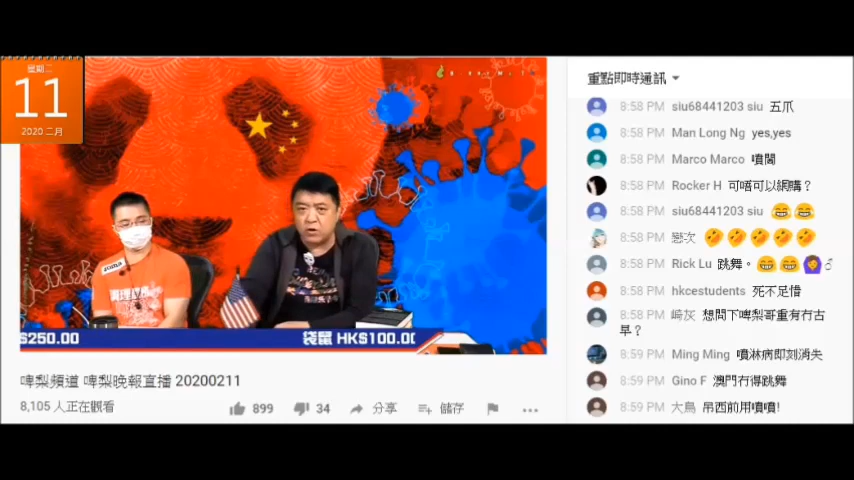 星期二
11
2020 二月
$250.00
袋鼠 HK$100.00
啤梨頻道 啤梨晚報直播 20200211
8,105 人正在觀看
899
34
分享
儲存
重點即時通訊
8:58 PM siu68441203 siu 五爪
8:58 PM Man Long Ng yes,yes
8:58 PM Marco Marco 噴閪
8:58 PM Rocker H 可唔可以網購？
8:58 PM siu68441203 siu 😂😂
8:58 PM 戀次 🥔🥔🥔🥔🥔
8:58 PM Rick Lu 跳舞。😂😂🙆♂
8:58 PM hkcestudents 死不足惜
8:58 PM 崎灰 想問下啤梨哥重有冇古
早？
8:59 PM Ming Ming 噴淋病即刻消失
8:59 PM Gino F 澳門冇得跳舞
8:59 PM 大鳥 吊西前用噴噴!